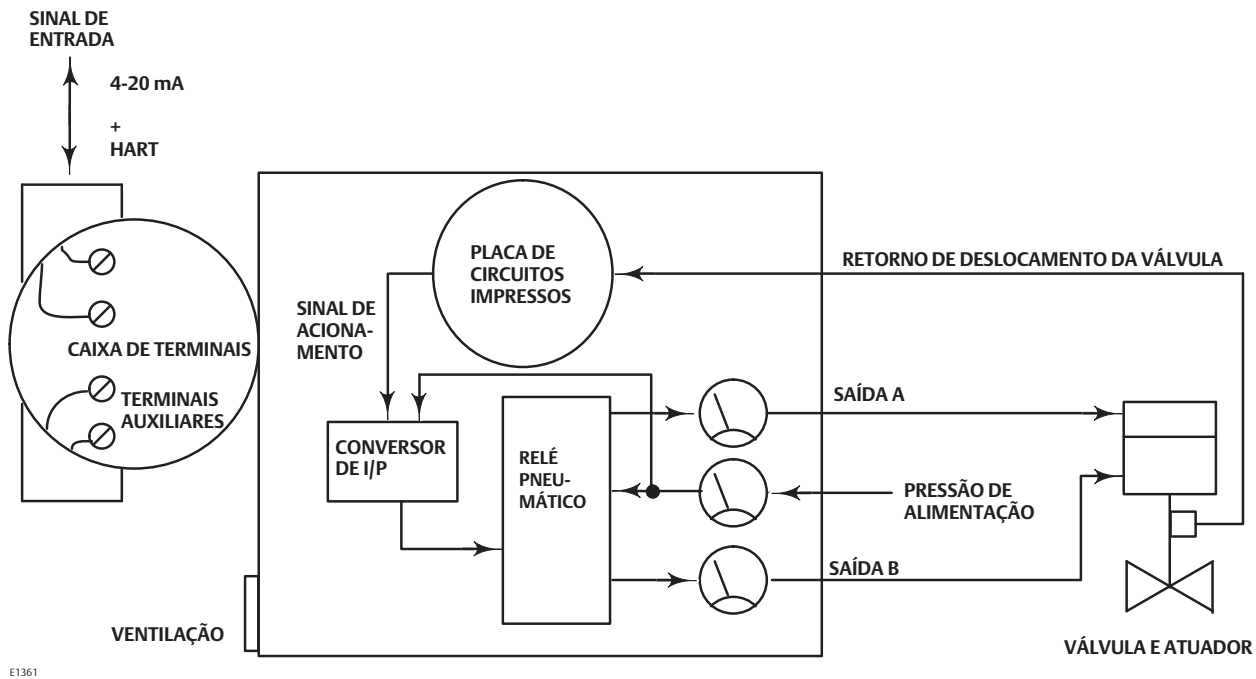 SINAL DE
ENTRADA
4-20 mA
+
HART
PLACA DE
CIRCUITOS
IMPRESSOS
RETORNO DE DESLOCAMENTO DA VÁLVULA
SINAL DE
ACIONA-
MENTO
CAIXA DE TERMINAIS
TERMINAIS
AUXILIARES
SAÍDA A
CONVERSOR
DE I/P
RELÉ
PNEU-
MÁTICO
PRESSÃO DE
ALIMENTAÇÃO
SAÍDA B
VENTILAÇÃO
VÁLVULA E ATUADOR
E1361